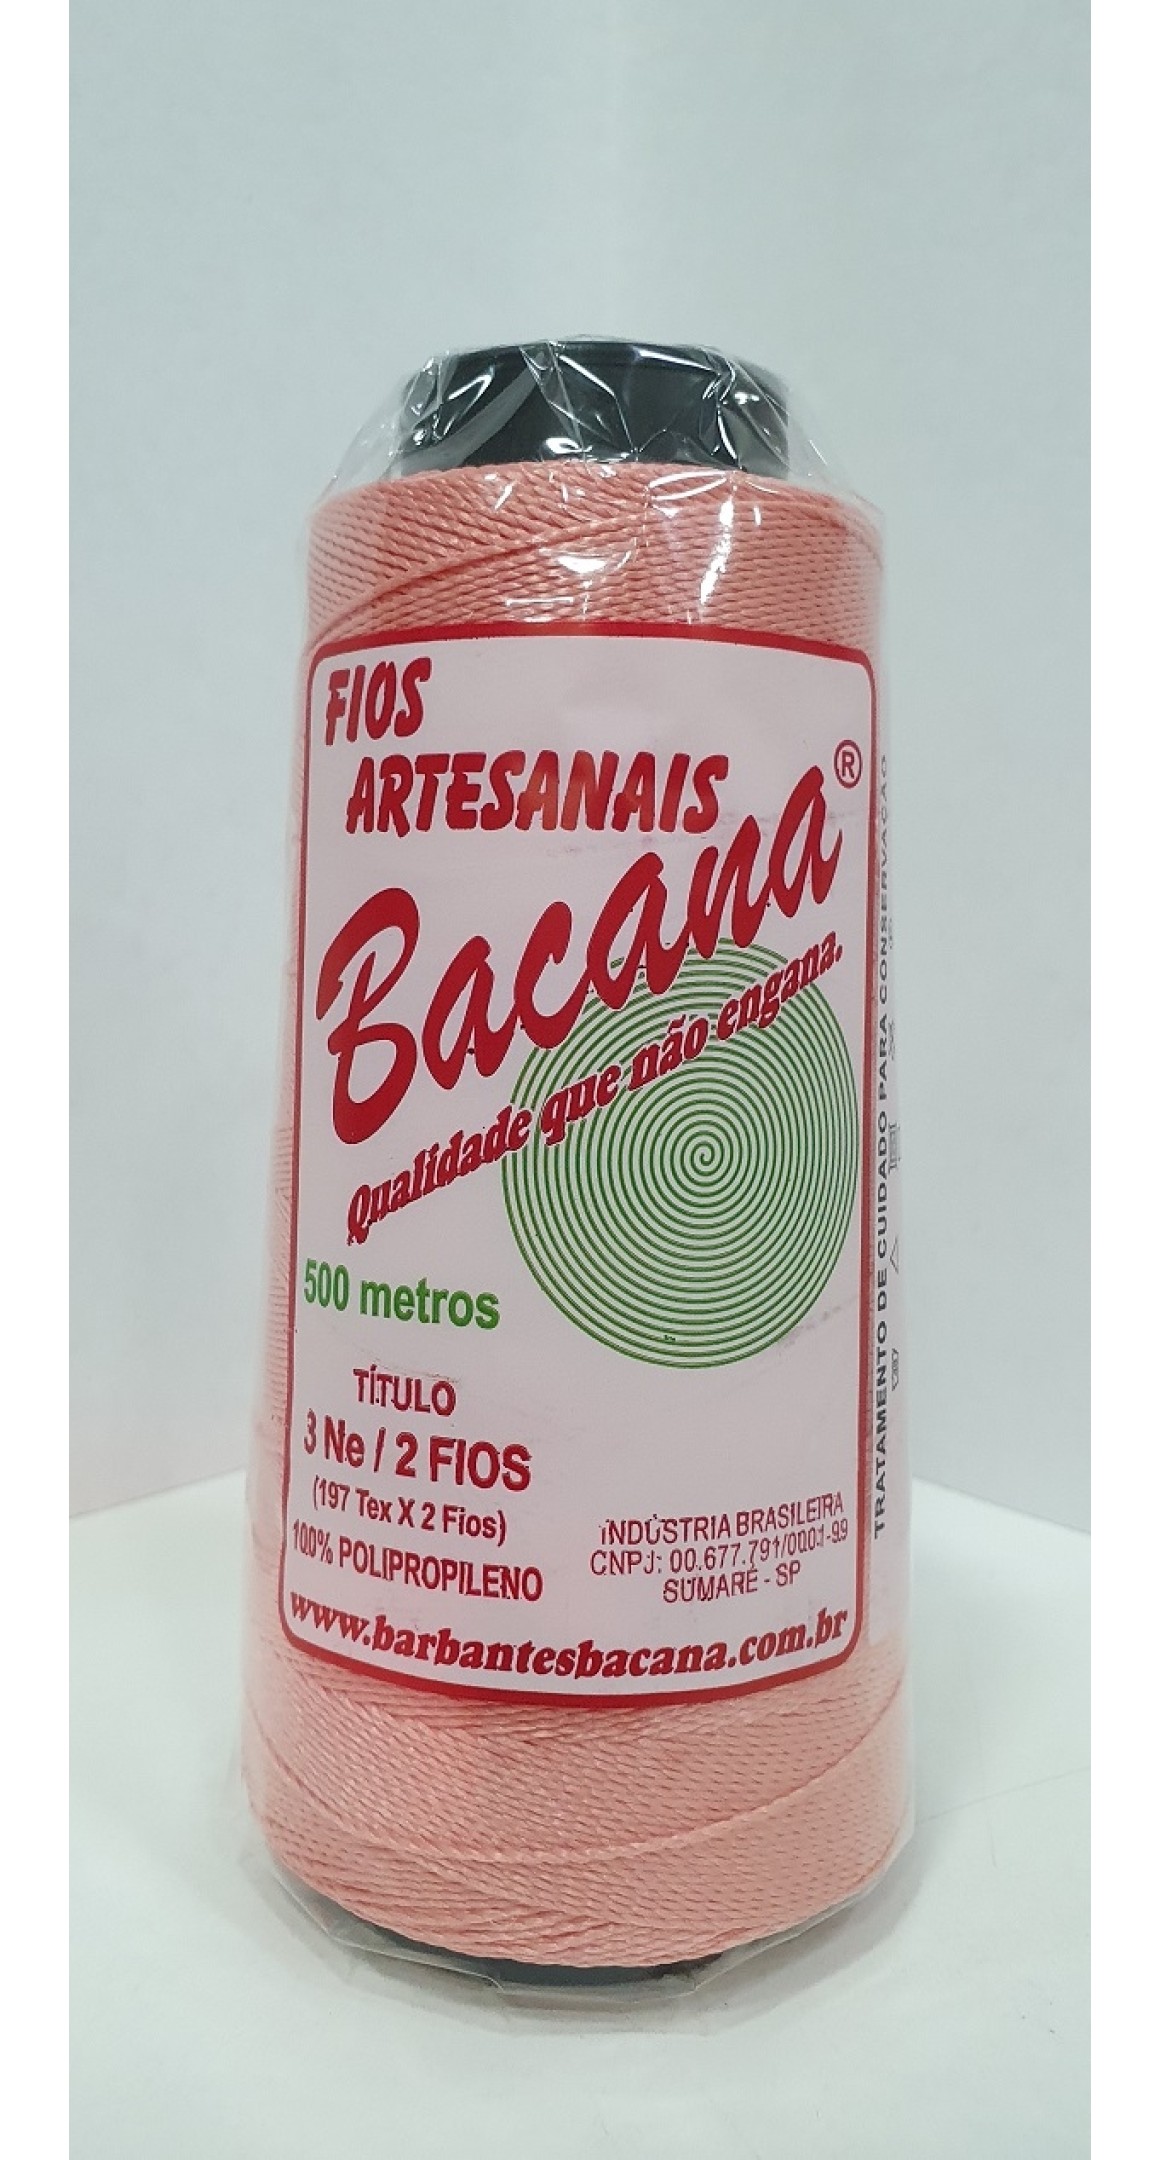 FIOS
ARTESANAIS
Bacana®
Qualidade que não engana.
500 metros
TÍTULO
3 Ne / 2 FIOS
(197 Tex X 2 Fios)
100% POLIPROPILENO
INDÚSTRIA BRASILEIRA
CNPJ: 00.677.791/0001-99
SUMARÉ - SP
www.barbantesbacana.com.br
TRATAMENTO DE CUIDADO PARA CONSERVAÇÃO